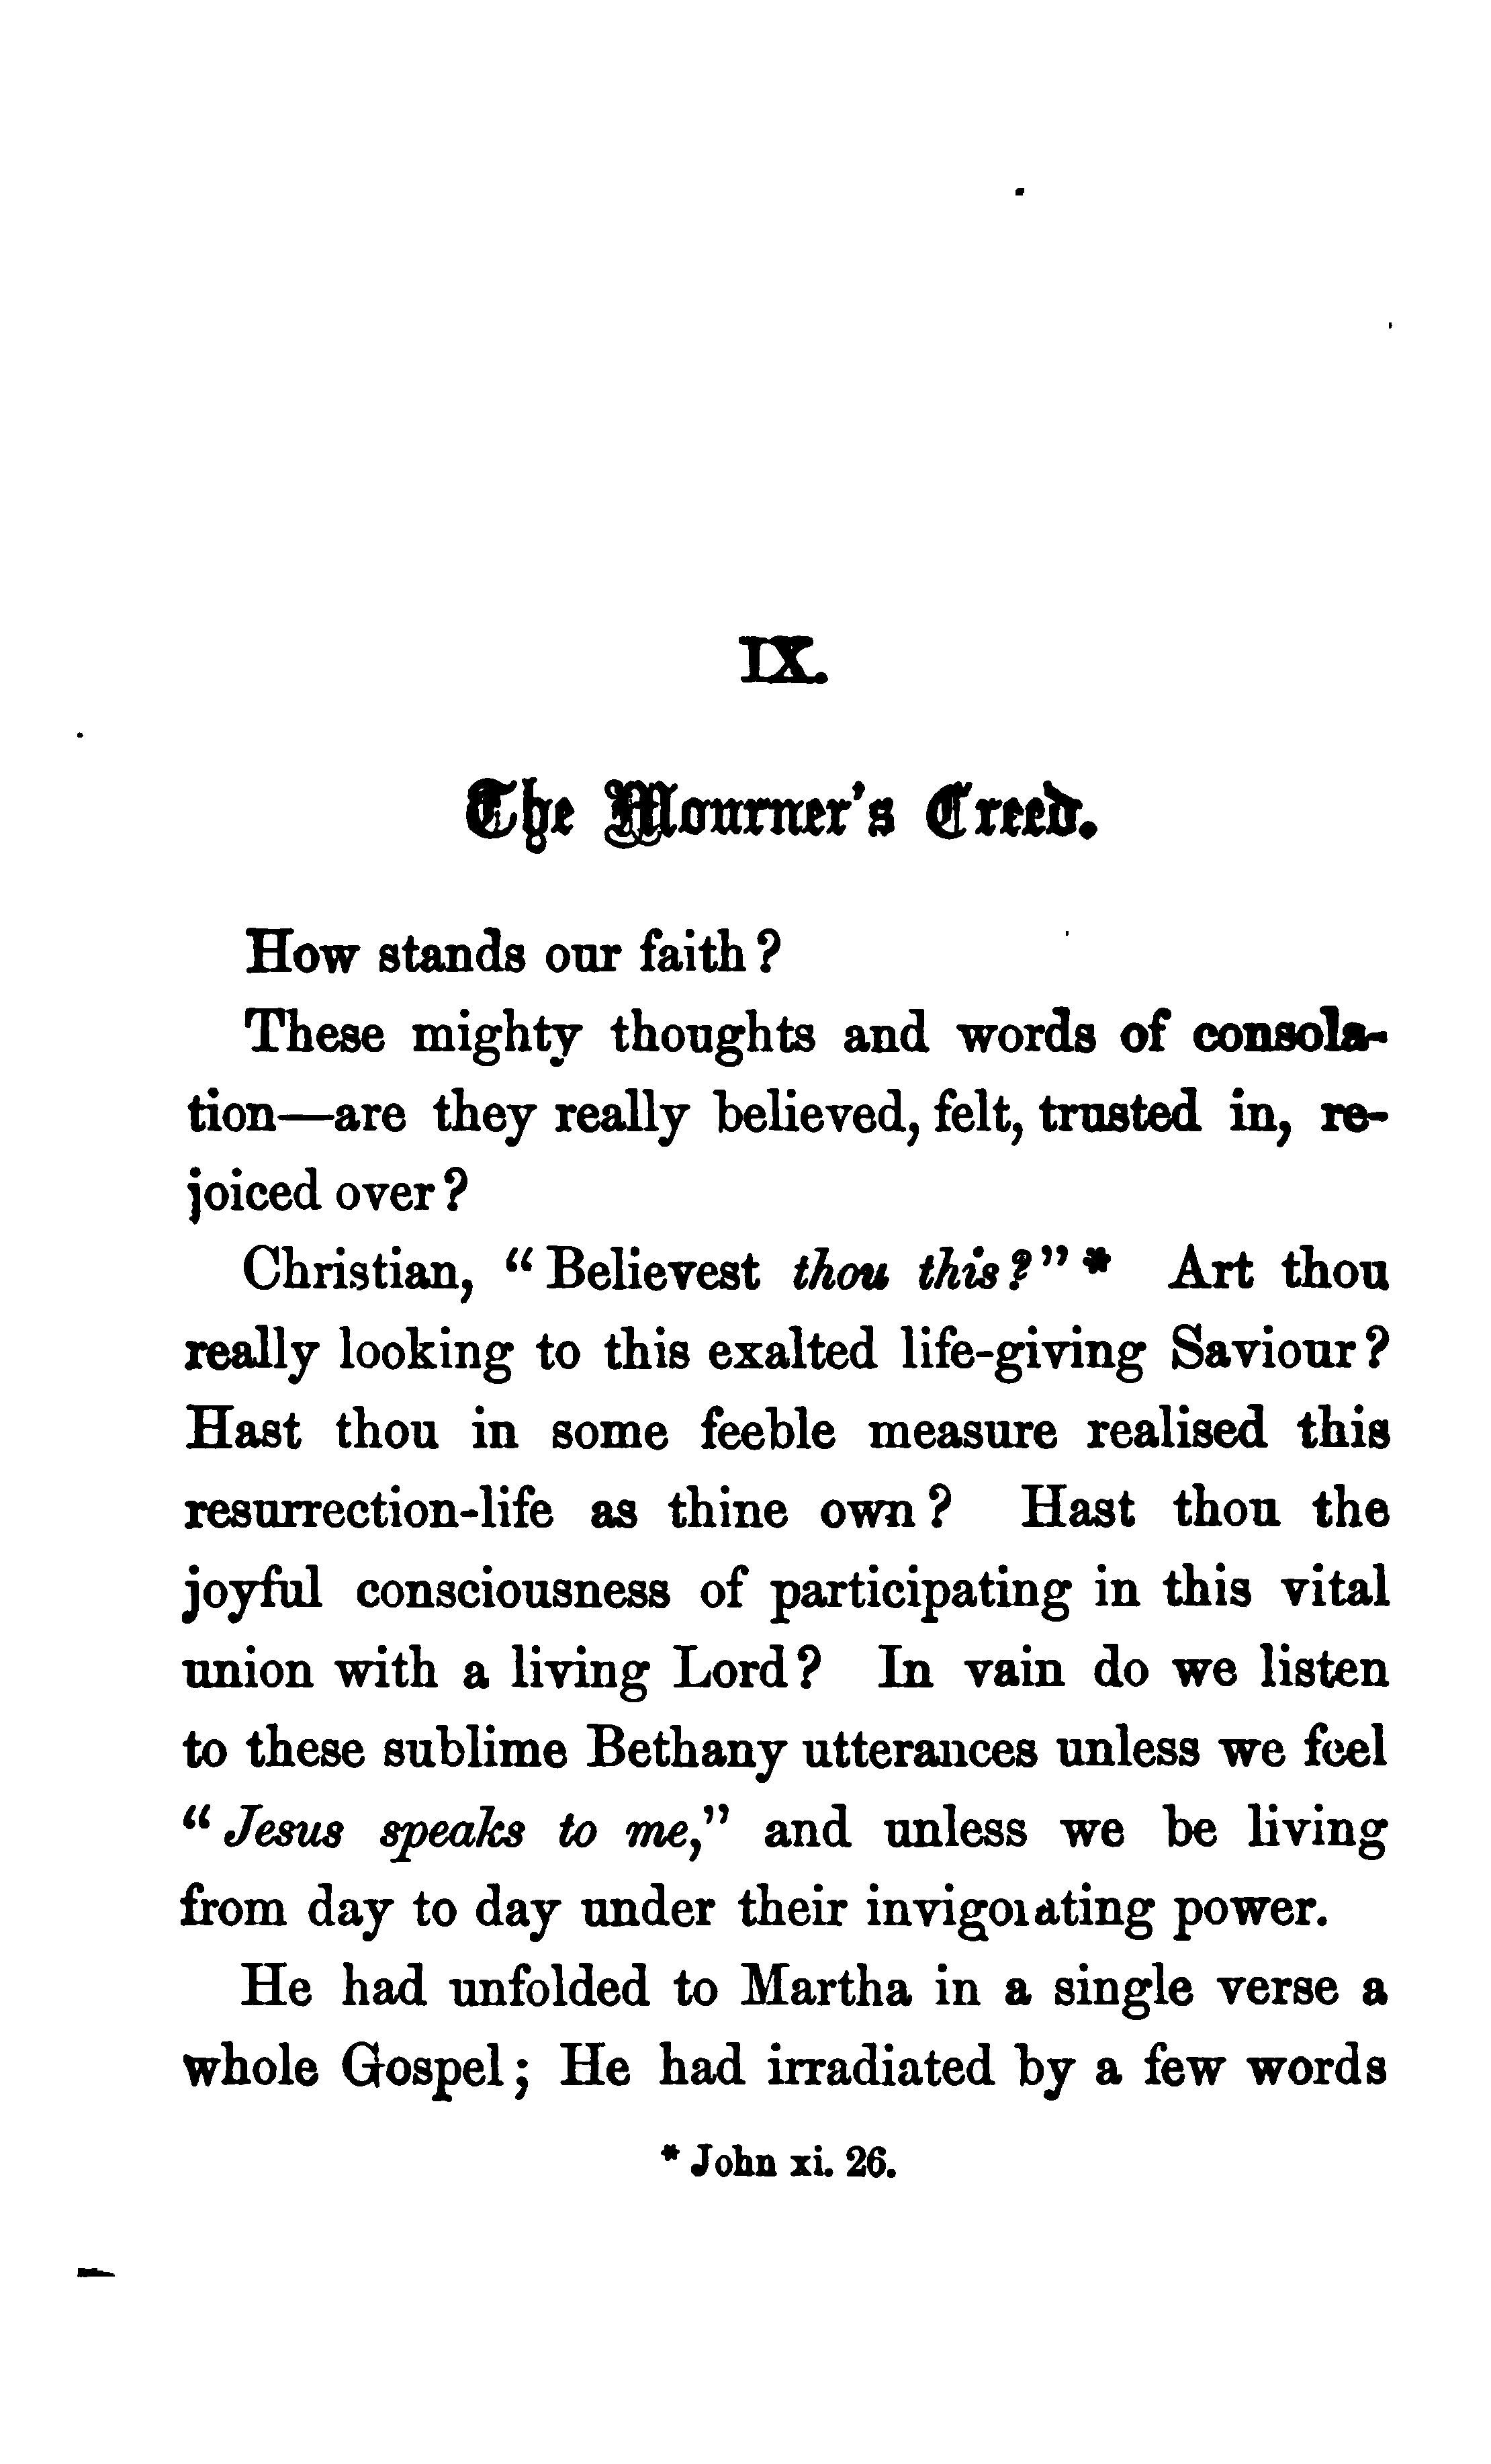 IX.
The Mourner's Creed.
How stands our faith?
These mighty thoughts and words of consola-
tion—are they really believed, felt, trusted in, re-
joiced over?
Christian, "Believest thou this?"* Art thou
really looking to this exalted life-giving Saviour?
Hast thou in some feeble measure realised this
resurrection-life as thine own? Hast thou the
joyful consciousness of participating in this vital
union with a living Lord? In vain do we listen
to these sublime Bethany utterances unless we feel
"Jesus speaks to me," and unless we be living
from day to day under their invigorating power.
He had unfolded to Martha in a single verse a
whole Gospel; He had irradiated by a few words
* John xi. 26.